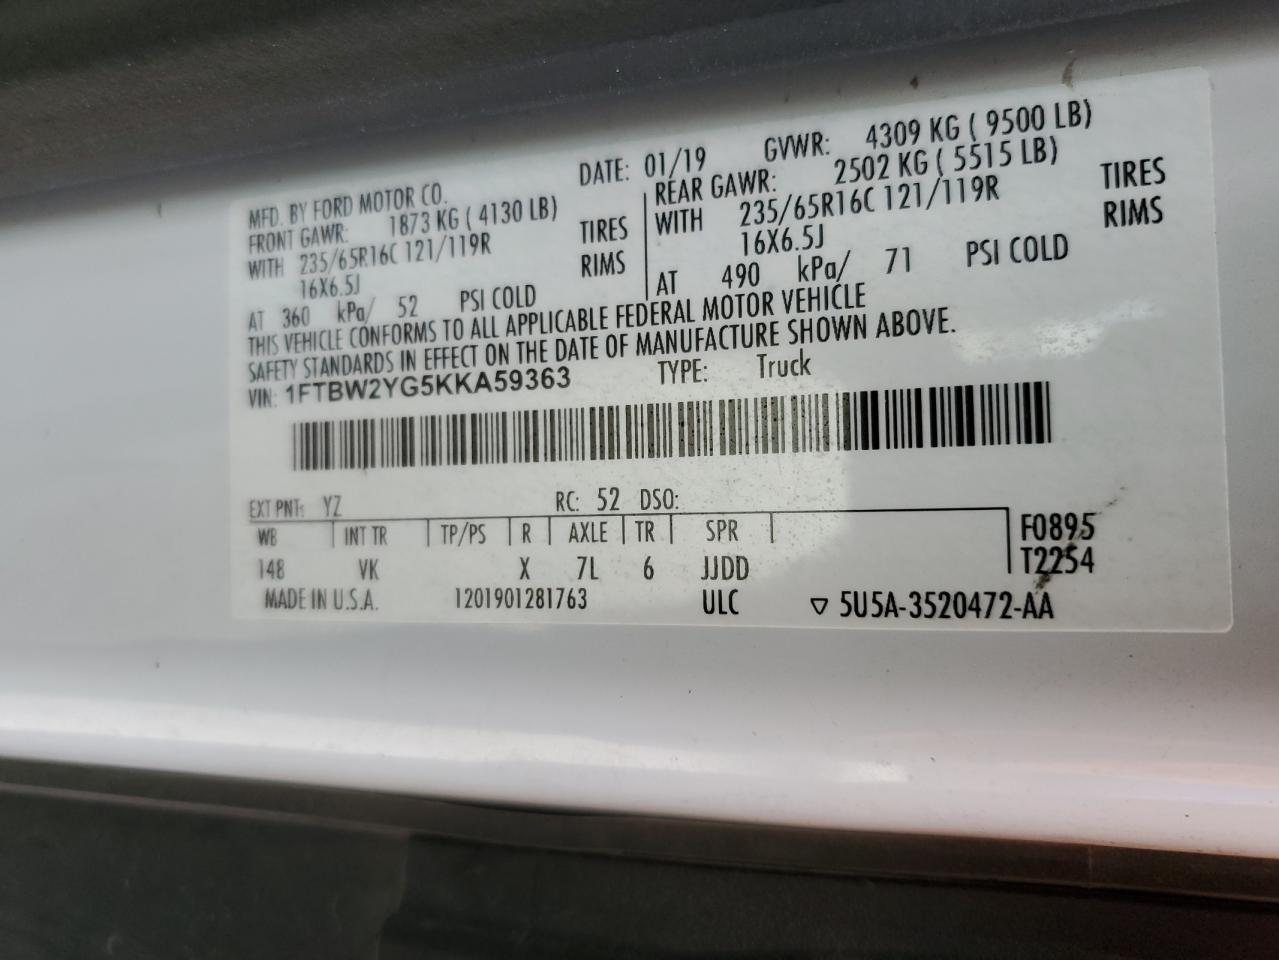 MFD. BY FORD MOTOR CO.
DATE: 01/19 GVWR: 4309 KG ( 9500 LB)
FRONT GAWR: 1873 KG ( 4130 LB)
WITH 235/65R16C 121/119R TIRES
16X6.5J RIMS
AT 360 kPa/ 52 PSI COLD
REAR GAWR: 2502 KG ( 5515 LB)
WITH 235/65R16C 121/119R TIRES
16X6.5J RIMS
AT 490 kPa/ 71 PSI COLD
THIS VEHICLE CONFORMS TO ALL APPLICABLE FEDERAL MOTOR VEHICLE
SAFETY STANDARDS IN EFFECT ON THE DATE OF MANUFACTURE SHOWN ABOVE.
VIN: 1FTBW2YG5KKA59363 TYPE: Truck
EXT PNT: YZ RC: 52 DSO:
WB INT TR TP/PS R AXLE TR SPR
148 VK X 7L 6 JJDD
F0895
T2254
MADE IN U.S.A. 1201901281763 ULC ▽ 5U5A-3520472-AA